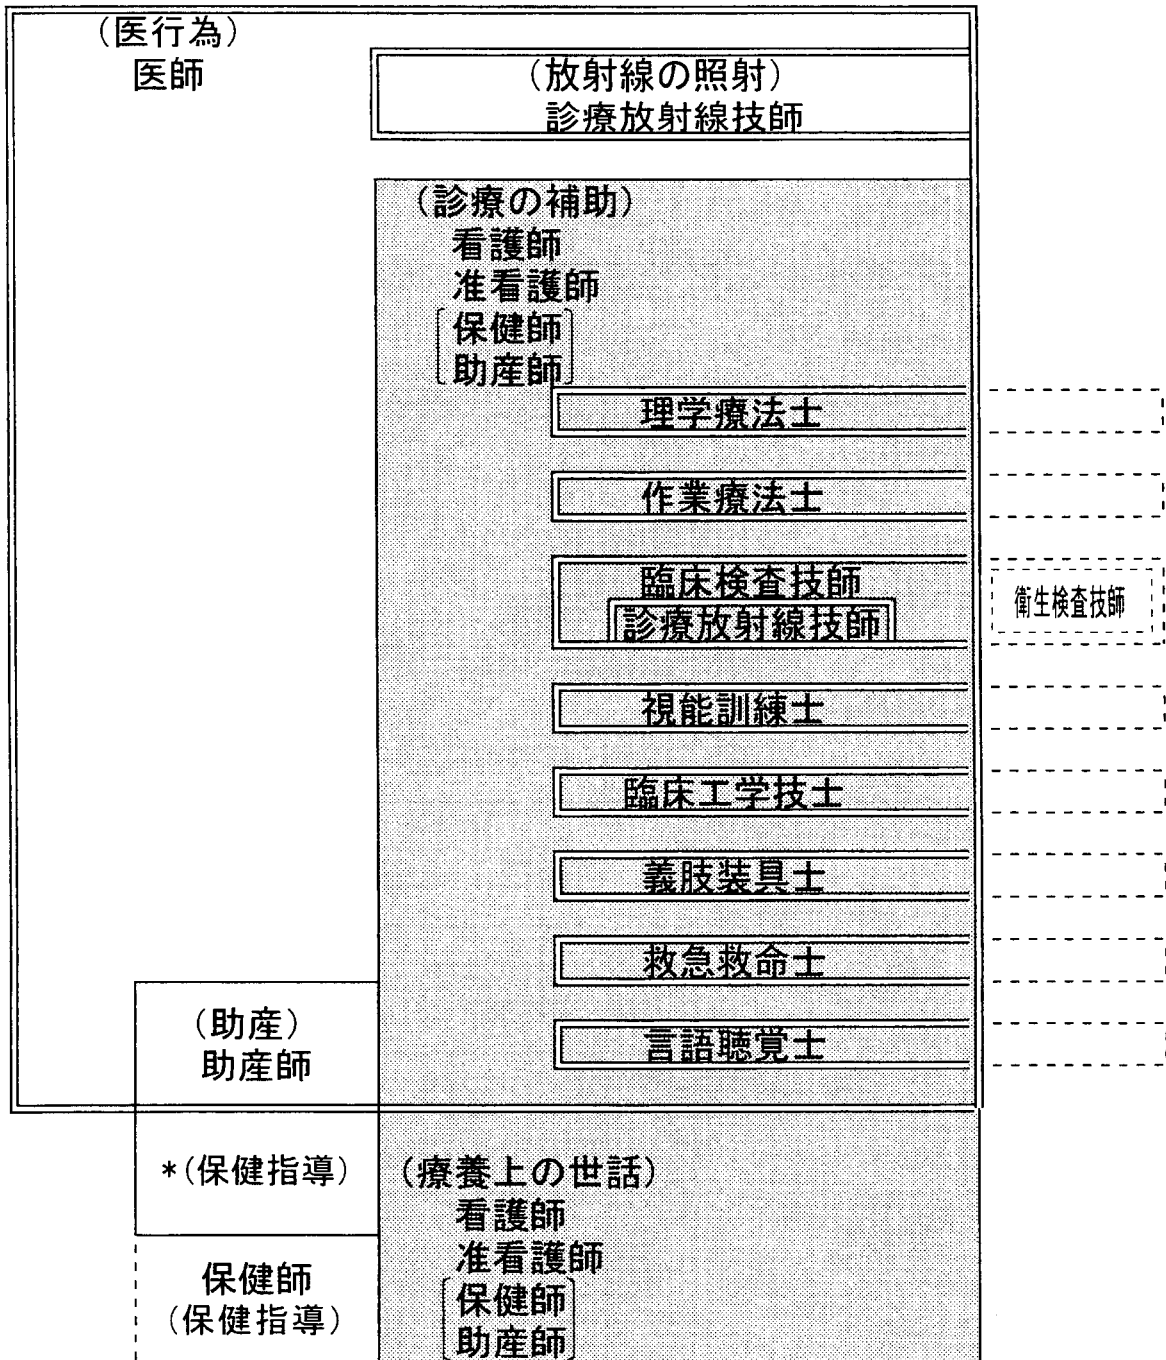 (医行為)
医師
(放射線の照射)
診療放射線技師
(診療の補助)
看護師
准看護師
保健師
助産師
理学療法士
作業療法士
臨床検査技師
診療放射線技師
衛生検査技師
視能訓練士
臨床工学技士
義肢装具士
救急救命士
言語聴覚士
(助産)
助産師
*(保健指導)
(療養上の世話)
看護師
准看護師
保健師
助産師
保健師
(保健指導)